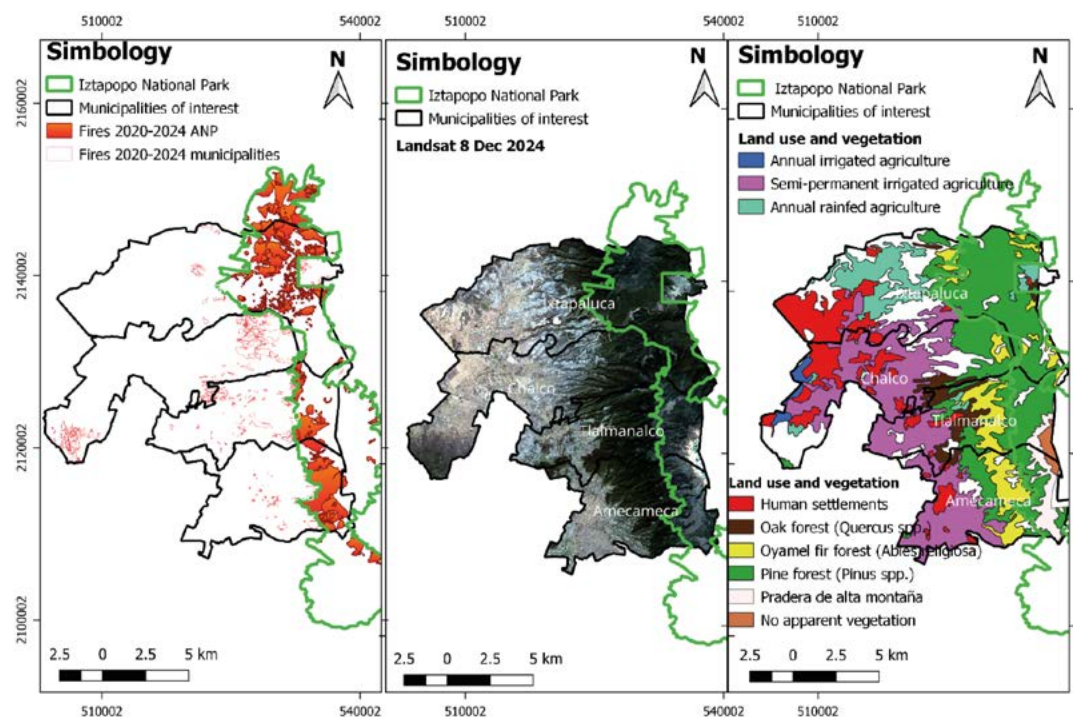 510002
540002
510002
540002
510002
2160002
2140002
2120002
2100002
Simbology
N
Iztapopo National Park
Municipalities of interest
Fires 2020-2024 ANP
Fires 2020-2024 municipalities
2.5 0 2.5 5 km
Simbology
N
Iztapopo National Park
Municipalities of interest
Landsat 8 Dec 2024
Ixtapaluca
Chalco
Tlalmanalco
Amecameca
2.5 0 2.5 5 km
Simbology
N
Iztapopo National Park
Municipalities of interest
Land use and vegetation
Annual irrigated agriculture
Semi-permanent irrigated agriculture
Annual rainfed agriculture
Ixtapaluca
Chalco
Tlalmanalco
Amecameca
Land use and vegetation
Human settlements
Oak forest (Quercus spp.)
Oyamel fir forest (Abies religiosa)
Pine forest (Pinus spp.)
Pradera de alta montaña
No apparent vegetation
2.5 0 2.5 5 km
510002
540002
510002
540002
510002